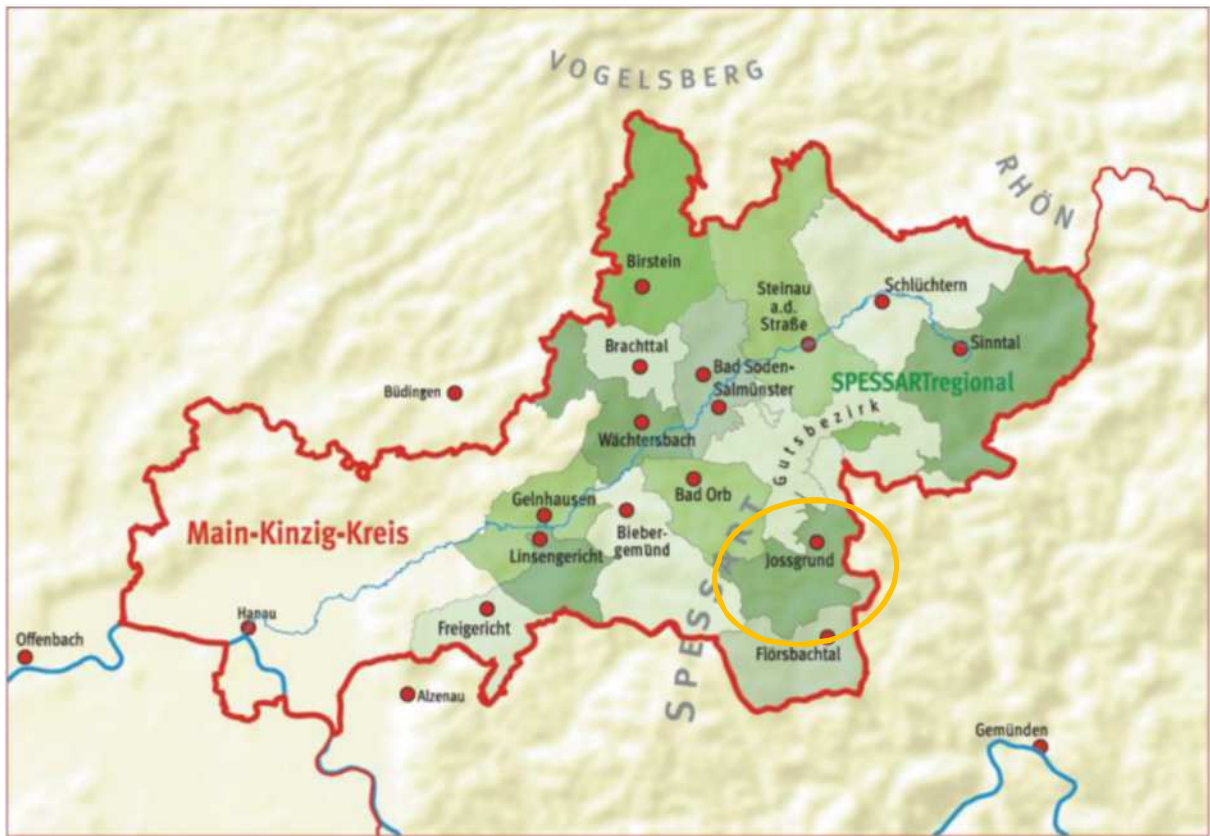 VOGELSBERG
RHÖN
Birstein
Steinau
a.d.
Straße
Schlüchtern
Brachttal
Bad Soden-
Salmünster
Sinntal
SPESSARTregional
Büdingen
Wächtersbach
Gutsbezirk
Bad Orb
Gelnhausen
Bieber-
gemünd
Main-Kinzig-Kreis
Linsengericht
Jossgrund
SPESSART
Hanau
Freigericht
Offenbach
Flörsbachtal
Alzenau
Gemünden